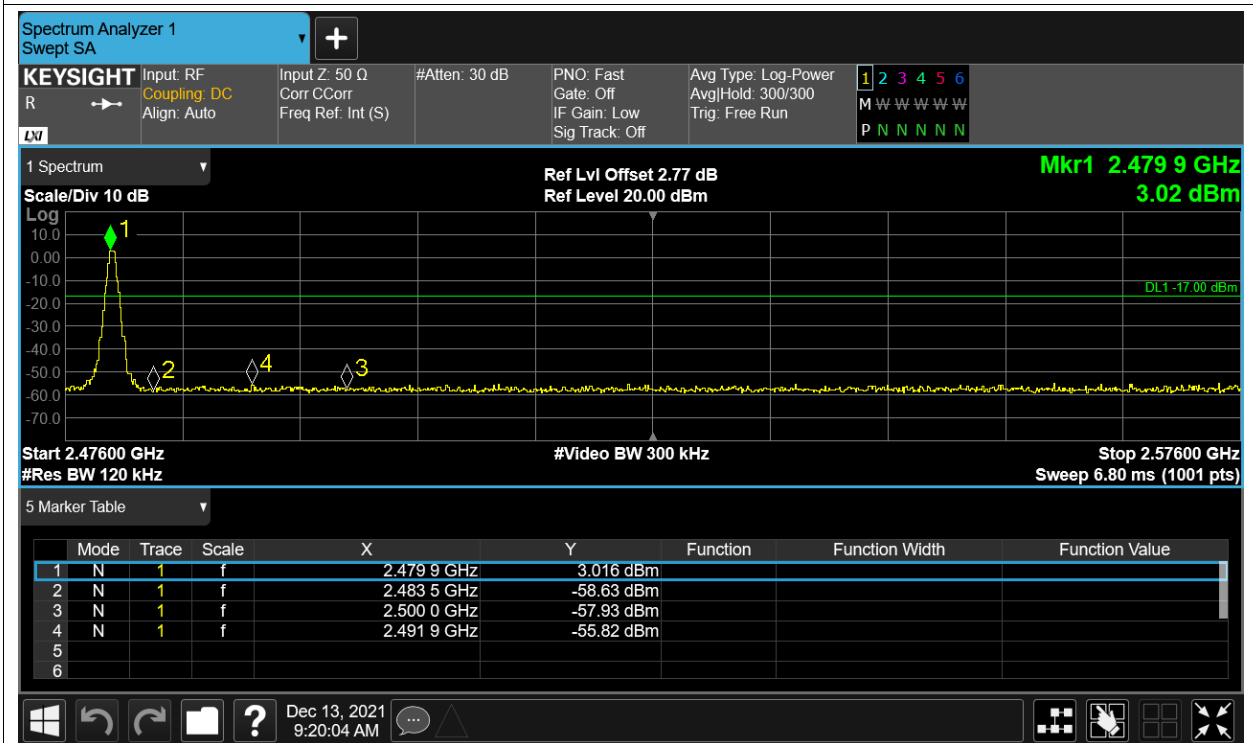 Spectrum Analyzer 1
Swept SA
KEYSIGHT Input: RF Input Z: 50 Ω #Atten: 30 dB PNO: Fast Avg Type: Log-Power 1 2 3 4 5 6
R Coupling: DC Corr CCorr Gate: Off Avg|Hold: 300/300 M W W W W W W
Align: Auto Freq Ref: Int (S) IF Gain: Low Trig: Free Run
LXI Sig Track: Off P N N N N N N
1 Spectrum Ref Lvl Offset 2.77 dB Mkr1 2.479 9 GHz
Scale/Div 10 dB Ref Level 20.00 dBm 3.02 dBm
Log
10.0
1
0.00
-10.0
DL1 -17.00 dBm
-20.0
-30.0
-40.0
2 4 3
-50.0
-60.0
-70.0
Start 2.47600 GHz #Video BW 300 kHz Stop 2.57600 GHz
#Res BW 120 kHz Sweep 6.80 ms (1001 pts)
5 Marker Table
Mode Trace Scale X Y Function Function Width Function Value
1 N 1 f 2.479 9 GHz 3.016 dBm
2 N 1 f 2.483 5 GHz -58.63 dBm
3 N 1 f 2.500 0 GHz -57.93 dBm
4 N 1 f 2.491 9 GHz -55.82 dBm
5
6
? Dec 13, 2021
9:20:04 AM